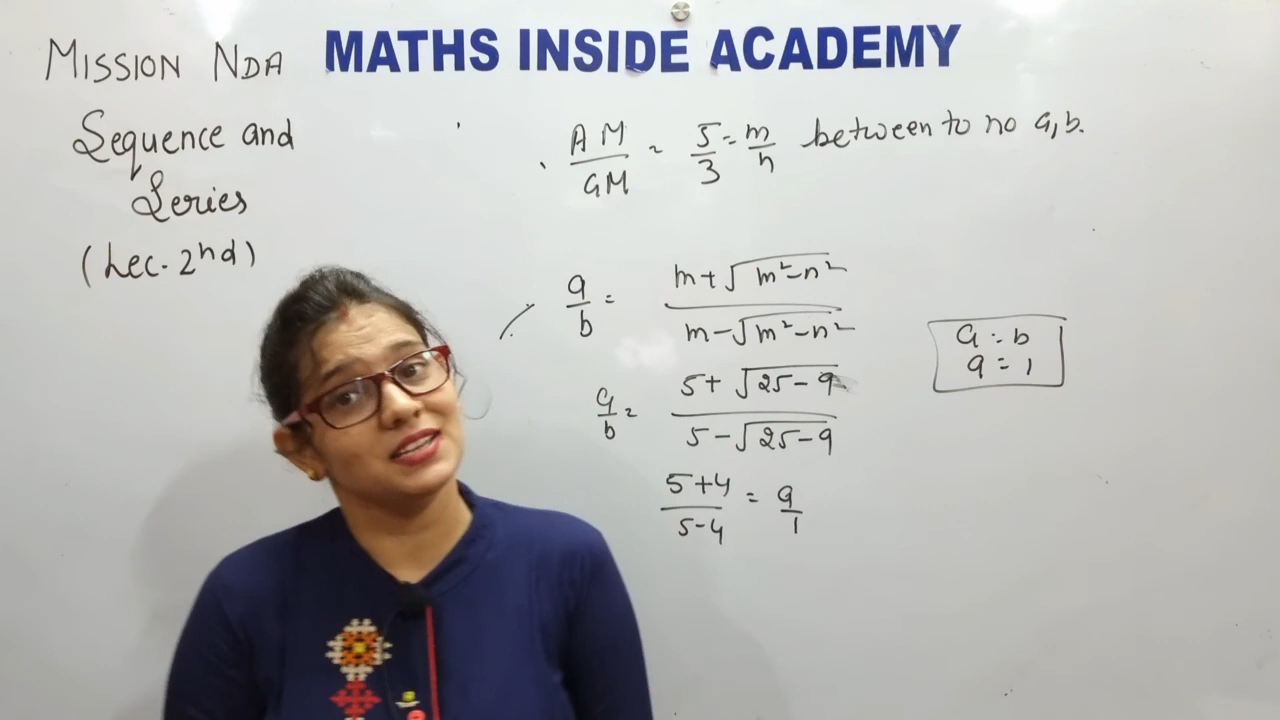 MISSION NDA
MATHS INSIDE ACADEMY
Sequence and
Series
(Lec. 2nd)
AM/GM = 5/3 = m/n between to no a, b.
a/b = (m+√(m²-n²))/(m-√(m²-n²))
a/b = (5+√(25-9))/(5-√(25-9))
(5+4)/(5-4) = 9/1
a : b
9 : 1